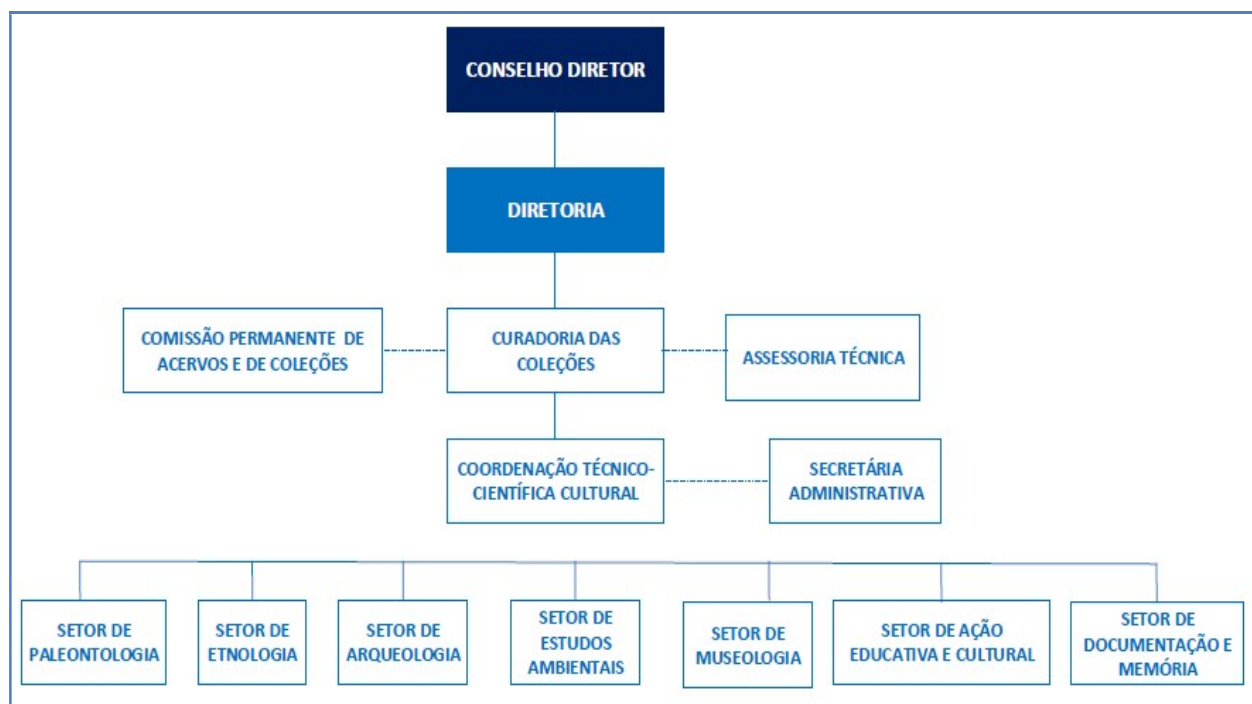 CONSELHO DIRETOR
DIRETORIA
COMISSÃO PERMANENTE DE
ACERVOS E DE COLEÇÕES
CURADORIA DAS
COLEÇÕES
ASSESSORIA TÉCNICA
COORDENAÇÃO TÉCNICO-
CIENTÍFICA CULTURAL
SECRETÁRIA
ADMINISTRATIVA
SETOR DE
PALEONTOLOGIA
SETOR DE
ETNOLOGIA
SETOR DE
ARQUEOLOGIA
SETOR DE
ESTUDOS
AMBIENTAIS
SETOR DE
MUSEOLOGIA
SETOR DE AÇÃO
EDUCATIVA E CULTURAL
SETOR DE
DOCUMENTAÇÃO E
MEMÓRIA